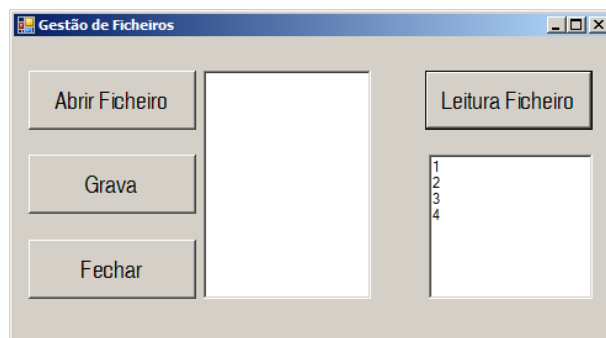 Gestão de Ficheiros
Abrir Ficheiro
Leitura Ficheiro
Grava
1
2
3
4
Fechar